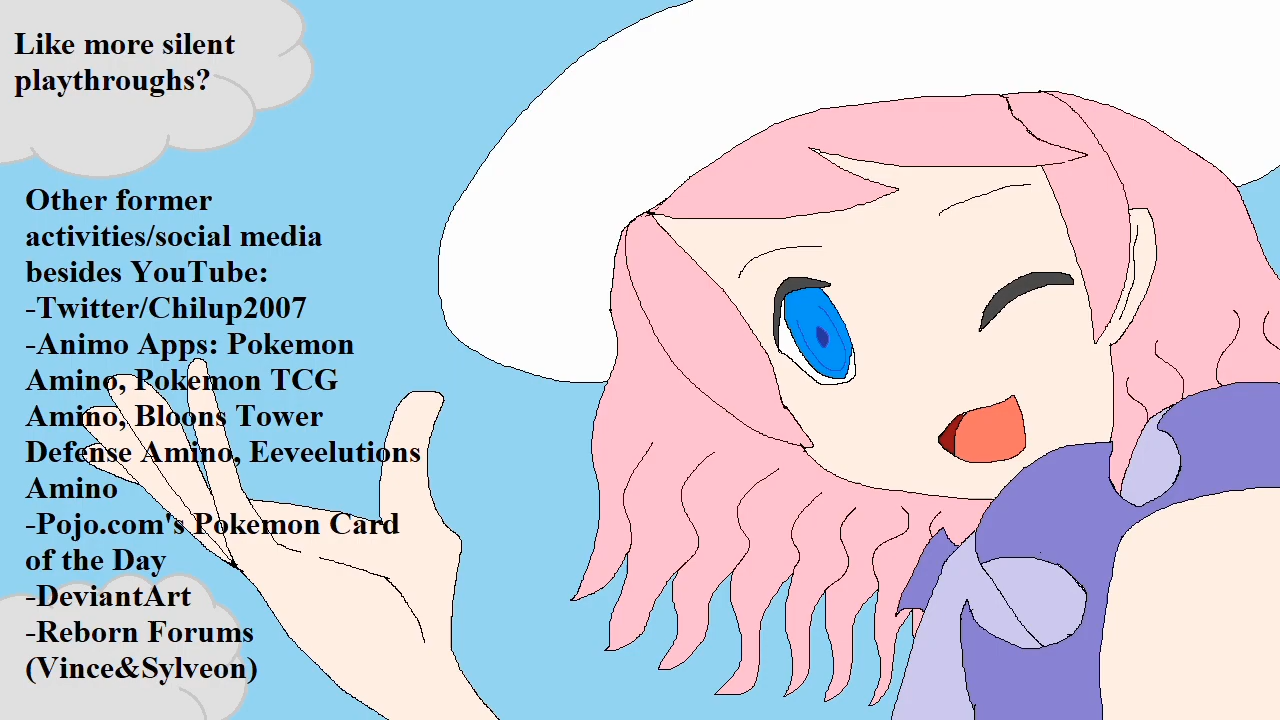 Like more silent
playthroughs?
Other former
activities/social media
besides YouTube:
-Twitter/Chilup2007
-Animo Apps: Pokemon
Amino, Pokemon TCG
Amino, Bloons Tower
Defense Amino, Eeveelutions
Amino
-Pojo.com's Pokemon Card
of the Day
-DeviantArt
-Reborn Forums
(Vince&Sylveon)